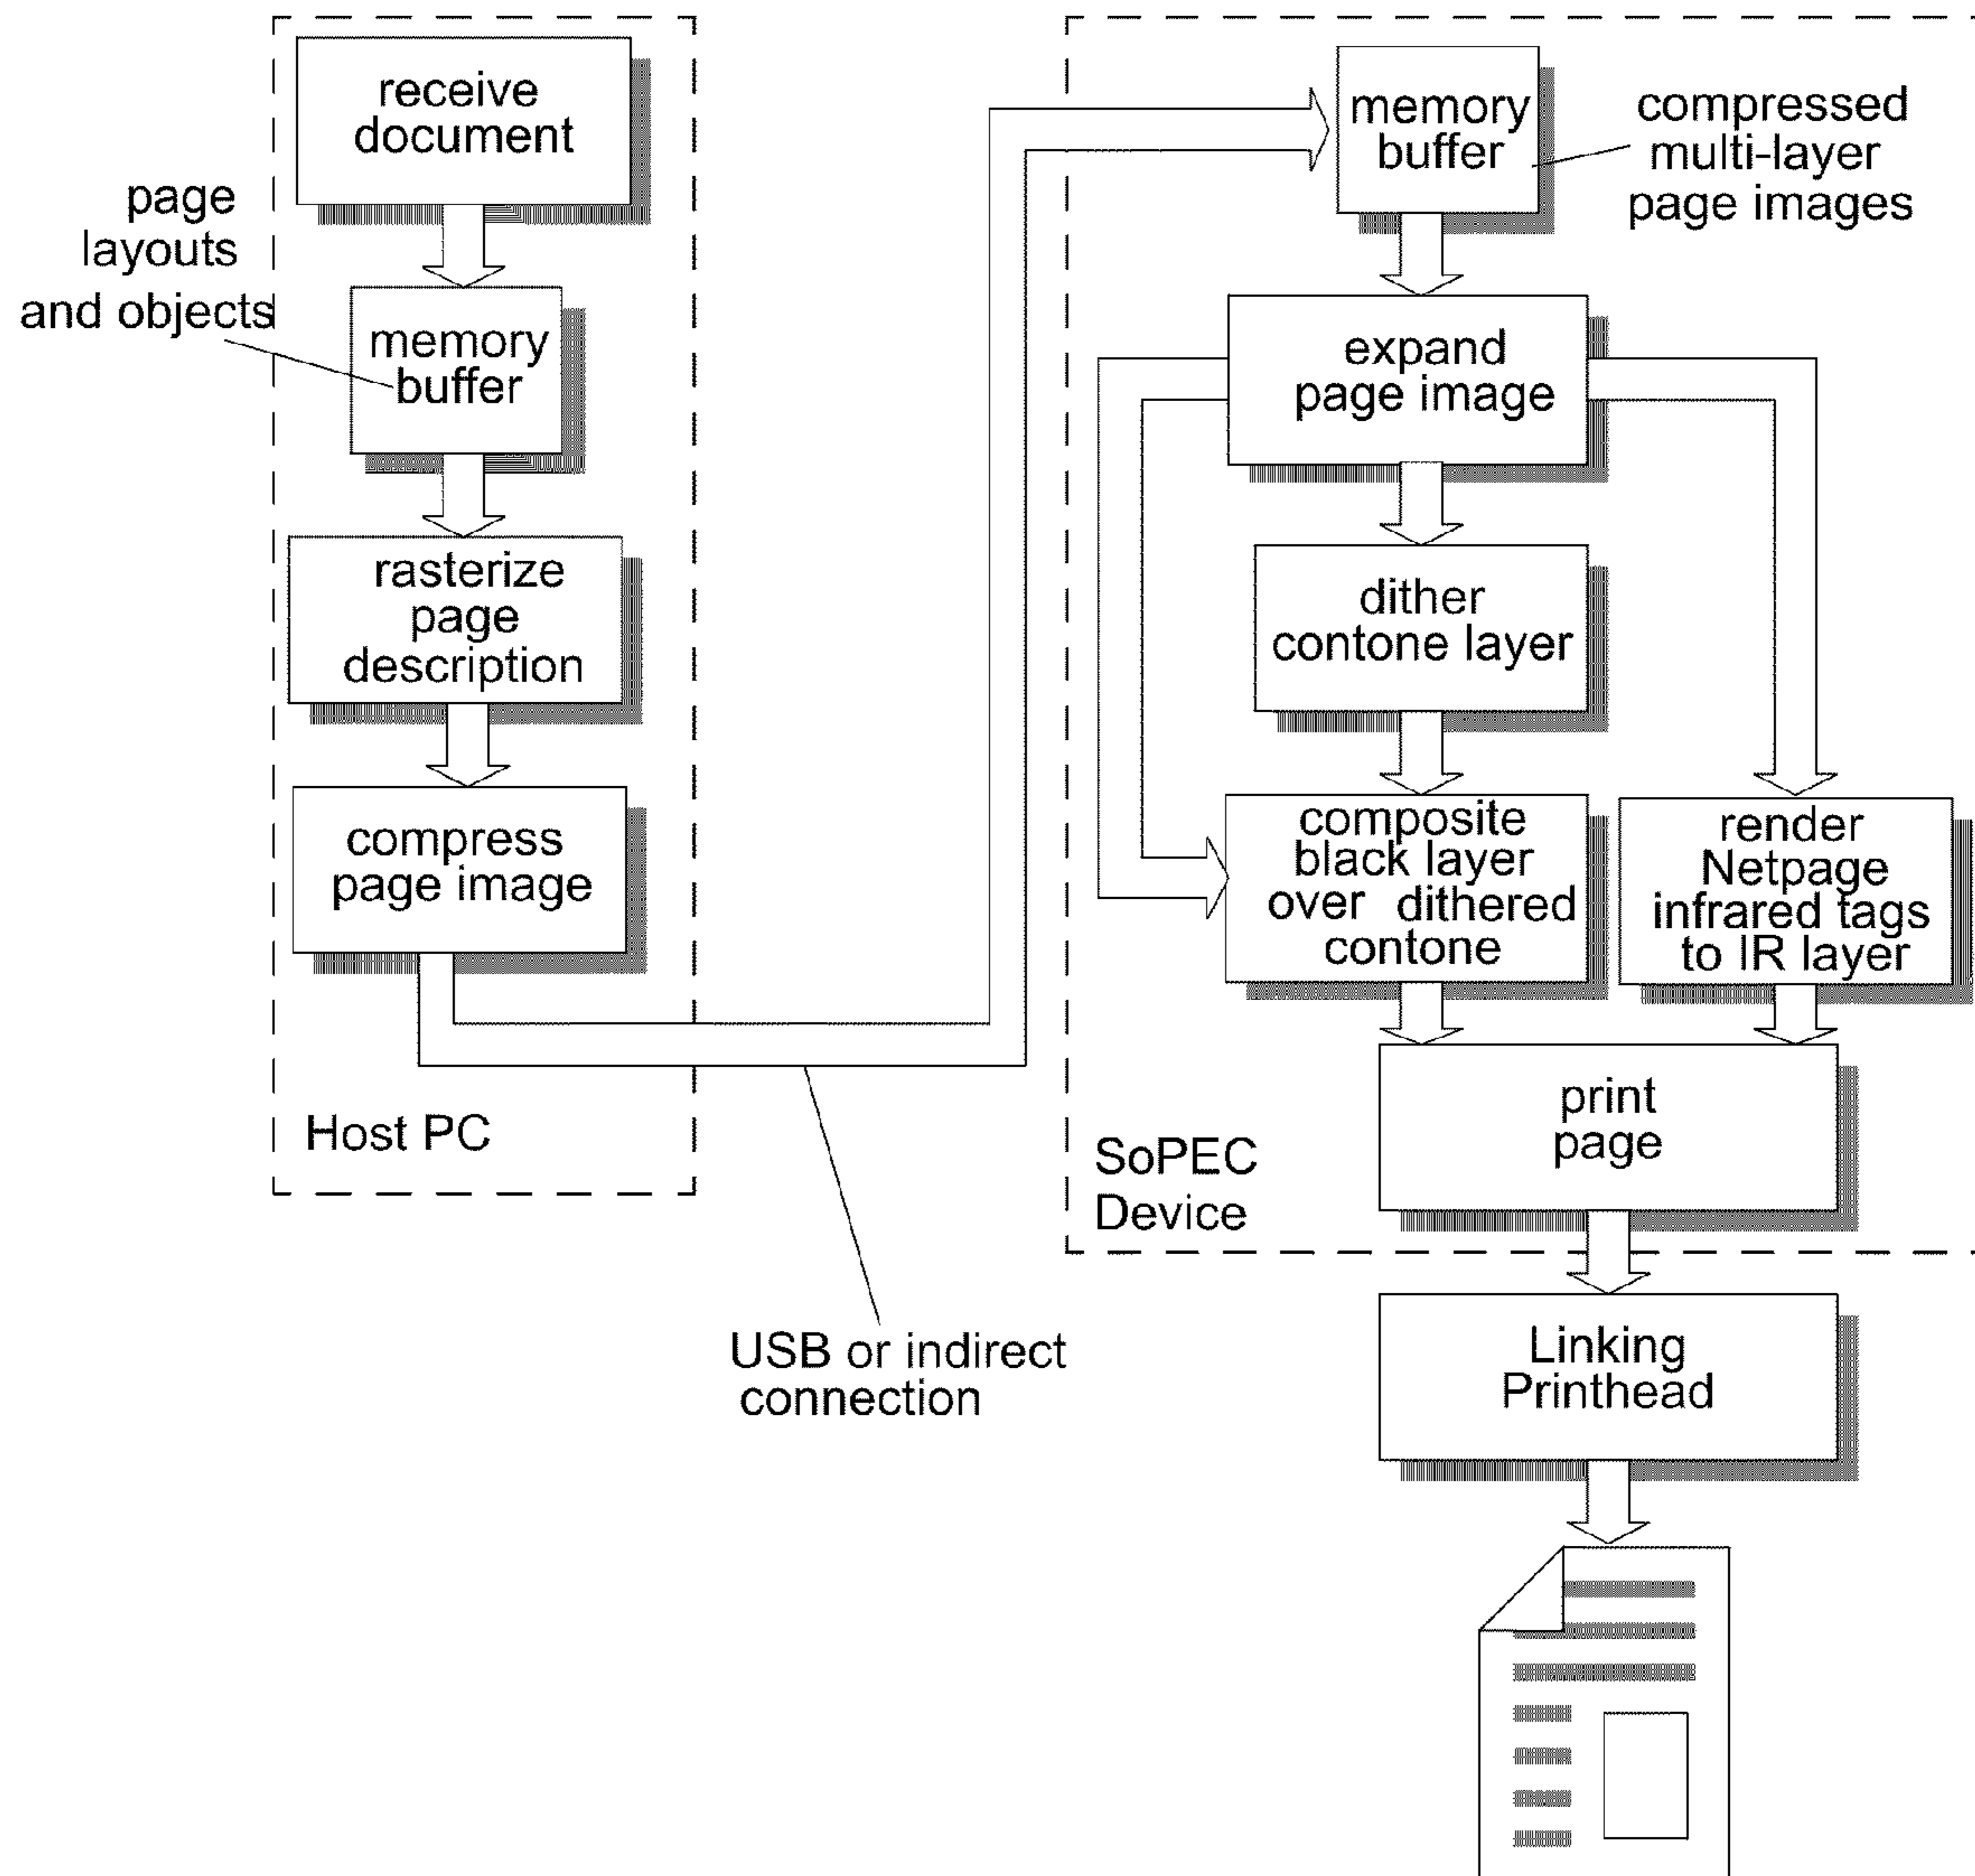 receive
document
page
layouts
and objects
memory
buffer
rasterize
page
description
compress
page image
Host PC
USB or indirect
connection
memory
buffer
compressed
multi-layer
page images
expand
page image
dither
contone layer
composite
black layer
over dithered
contone
render
Netpage
infrared tags
to IR layer
print
page
SoPEC
Device
Linking
Printhead